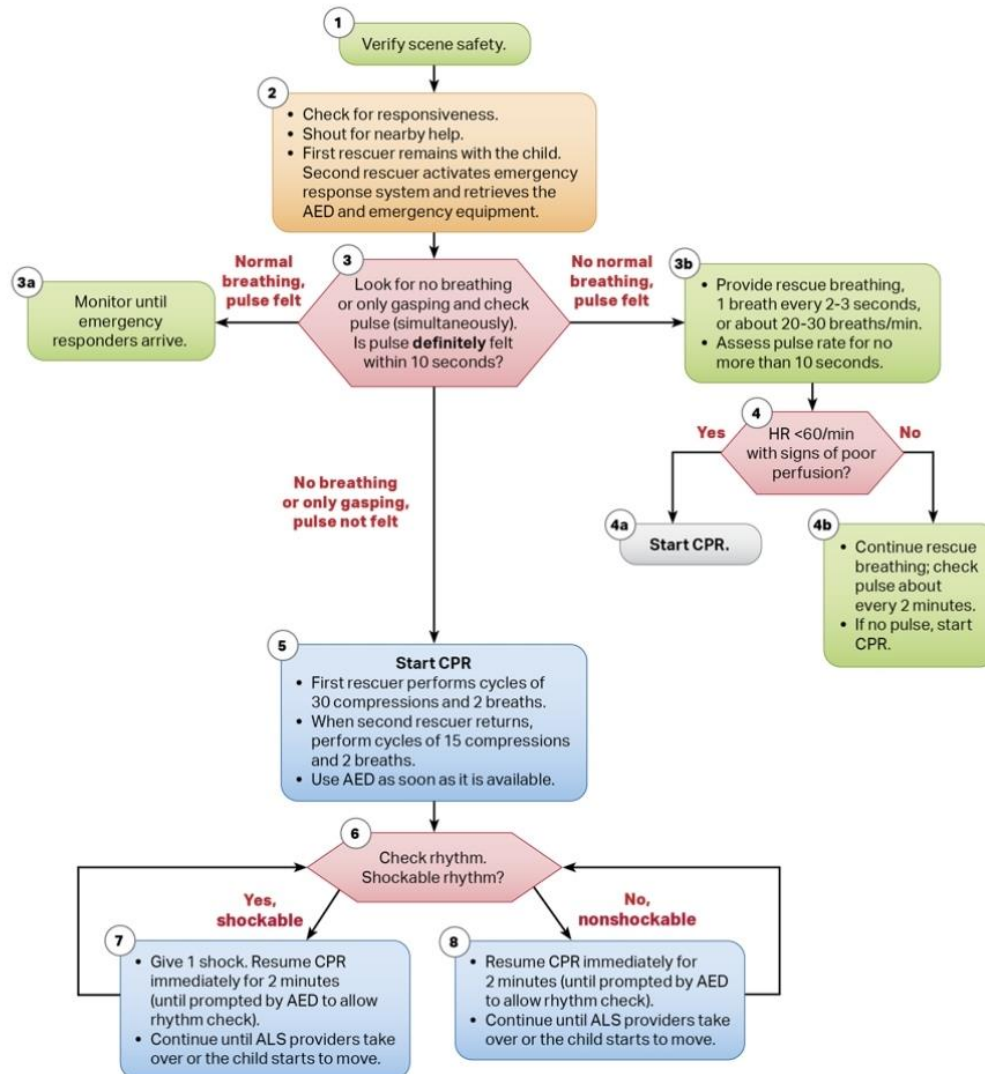 1
Verify scene safety.
2
• Check for responsiveness.
• Shout for nearby help.
• First rescuer remains with the child.
Second rescuer activates emergency
response system and retrieves the
AED and emergency equipment.
Normal
breathing,
pulse felt
3a
Monitor until
emergency
responders arrive.
3
Look for no breathing
or only gasping and check
pulse (simultaneously).
Is pulse definitely felt
within 10 seconds?
No normal
breathing,
pulse felt
3b
• Provide rescue breathing,
1 breath every 2-3 seconds,
or about 20-30 breaths/min.
• Assess pulse rate for no
more than 10 seconds.
4
Yes
HR <60/min
with signs of poor
perfusion?
No
4a
Start CPR.
4b
• Continue rescue
breathing; check
pulse about
every 2 minutes.
• If no pulse, start
CPR.
No breathing
or only gasping,
pulse not felt
5
Start CPR
• First rescuer performs cycles of
30 compressions and 2 breaths.
• When second rescuer returns,
perform cycles of 15 compressions
and 2 breaths.
• Use AED as soon as it is available.
6
Check rhythm.
Shockable rhythm?
Yes,
shockable
No,
nonshockable
7
• Give 1 shock. Resume CPR
immediately for 2 minutes
(until prompted by AED to allow
rhythm check).
• Continue until ALS providers take
over or the child starts to move.
8
• Resume CPR immediately for
2 minutes (until prompted by AED
to allow rhythm check).
• Continue until ALS providers take
over or the child starts to move.